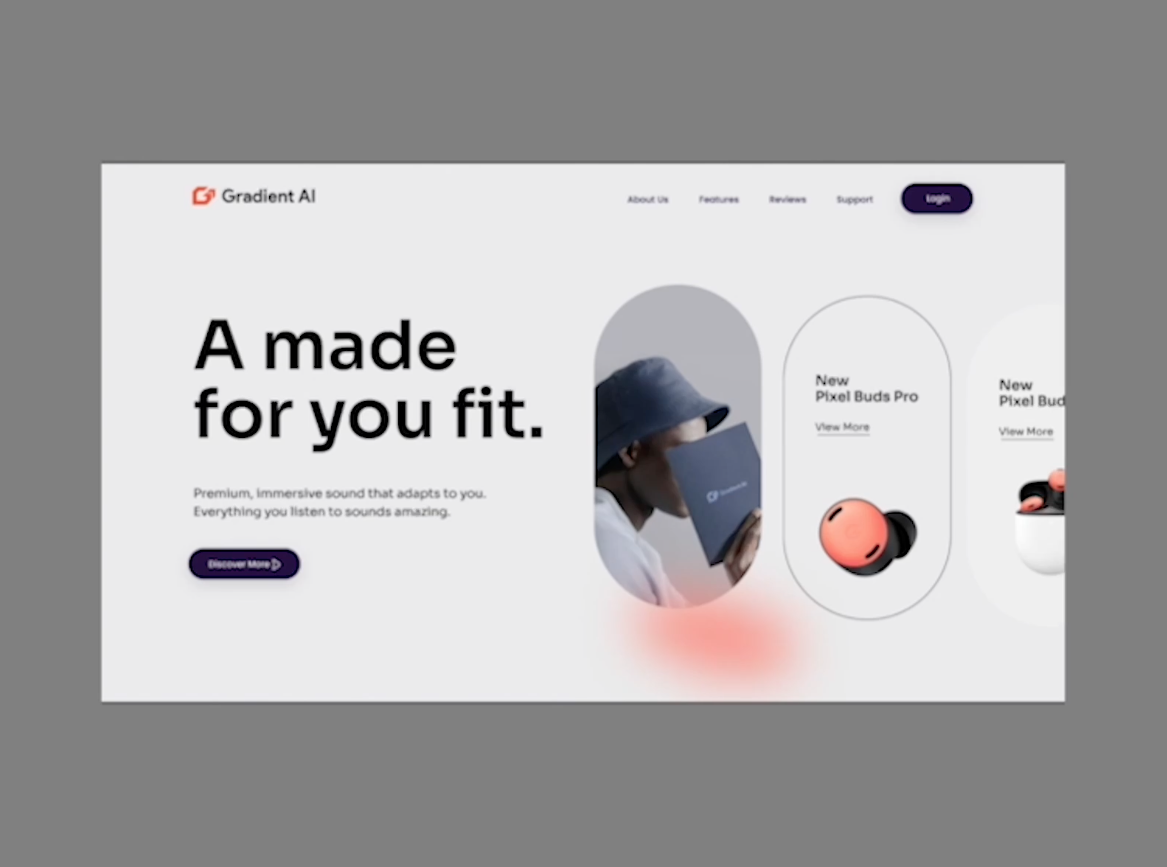 Gradient AI
About Us
Features
Reviews
Support
Login
A made
for you fit.
Premium, immersive sound that adapts to you.
Everything you listen to sounds amazing.
Discover More
Gradient AI
New
Pixel Buds Pro
View More
New
Pixel Bud
View More